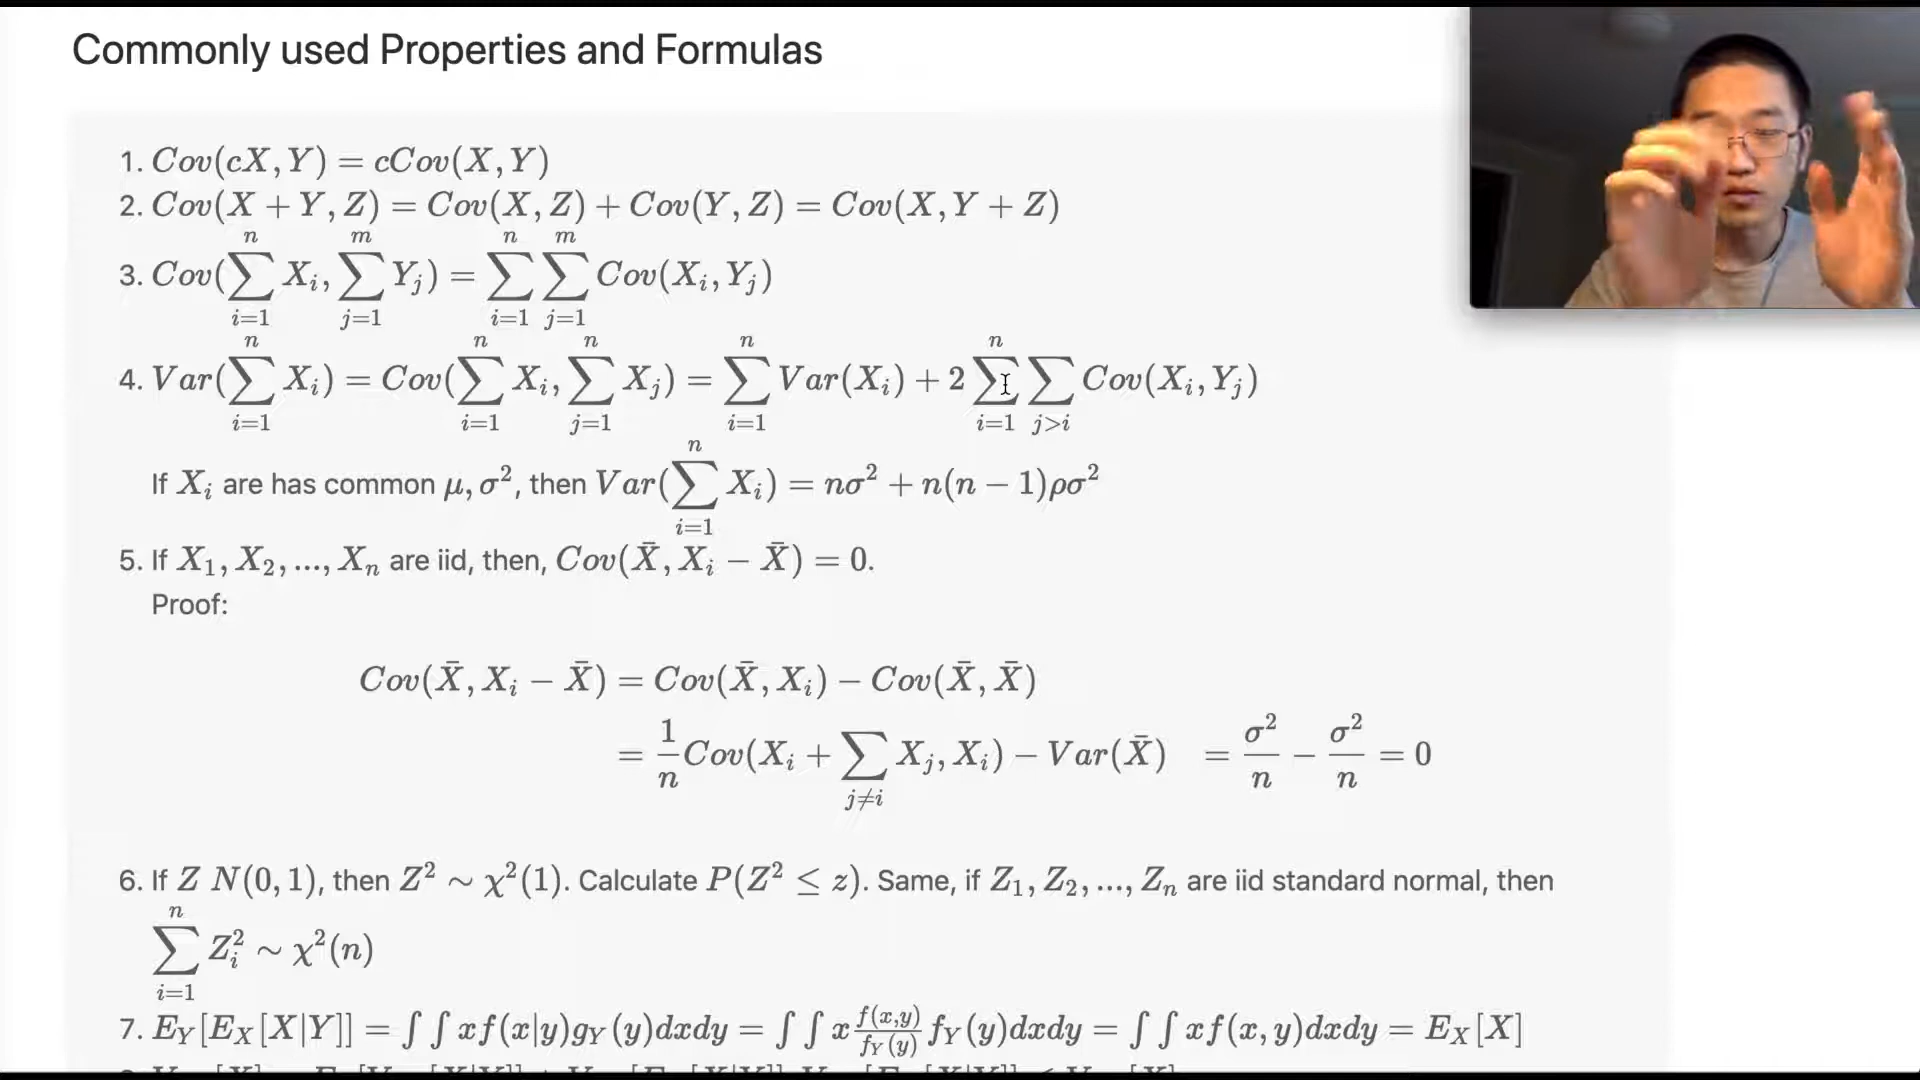 Commonly used Properties and Formulas
1. Cov(cX, Y) = cCov(X, Y)
2. Cov(X + Y, Z) = Cov(X, Z) + Cov(Y, Z) = Cov(X, Y + Z)
3. Cov(∑_{i=1}^{n} X_i, ∑_{j=1}^{m} Y_j) = ∑_{i=1}^{n} ∑_{j=1}^{m} Cov(X_i, Y_j)
4. Var(∑_{i=1}^{n} X_i) = Cov(∑_{i=1}^{n} X_i, ∑_{j=1}^{n} X_j) = ∑_{i=1}^{n} Var(X_i) + 2 ∑_{i=1}^{n} ∑_{j>i} Cov(X_i, Y_j)
If X_i are has common μ, σ², then Var(∑_{i=1}^{n} X_i) = nσ² + n(n − 1)ρσ²
5. If X_1, X_2, ..., X_n are iid, then, Cov(X̄, X_i − X̄) = 0.
Proof:
Cov(X̄, X_i − X̄) = Cov(X̄, X_i) − Cov(X̄, X̄)
= \frac{1}{n} Cov(X_i + ∑_{j≠i} X_j, X_i) − Var(X̄) = \frac{σ²}{n} − \frac{σ²}{n} = 0
6. If Z N(0, 1), then Z² ∼ χ²(1). Calculate P(Z² ≤ z). Same, if Z_1, Z_2, ..., Z_n are iid standard normal, then
∑_{i=1}^{n} Z_i² ∼ χ²(n)
7. E_Y[E_X[X|Y]] = ∫ ∫ xf(x|y)g_Y(y)dxdy = ∫ ∫ x\frac{f(x,y)}{f_Y(y)} f_Y(y)dxdy = ∫ ∫ xf(x, y)dxdy = E_X[X]